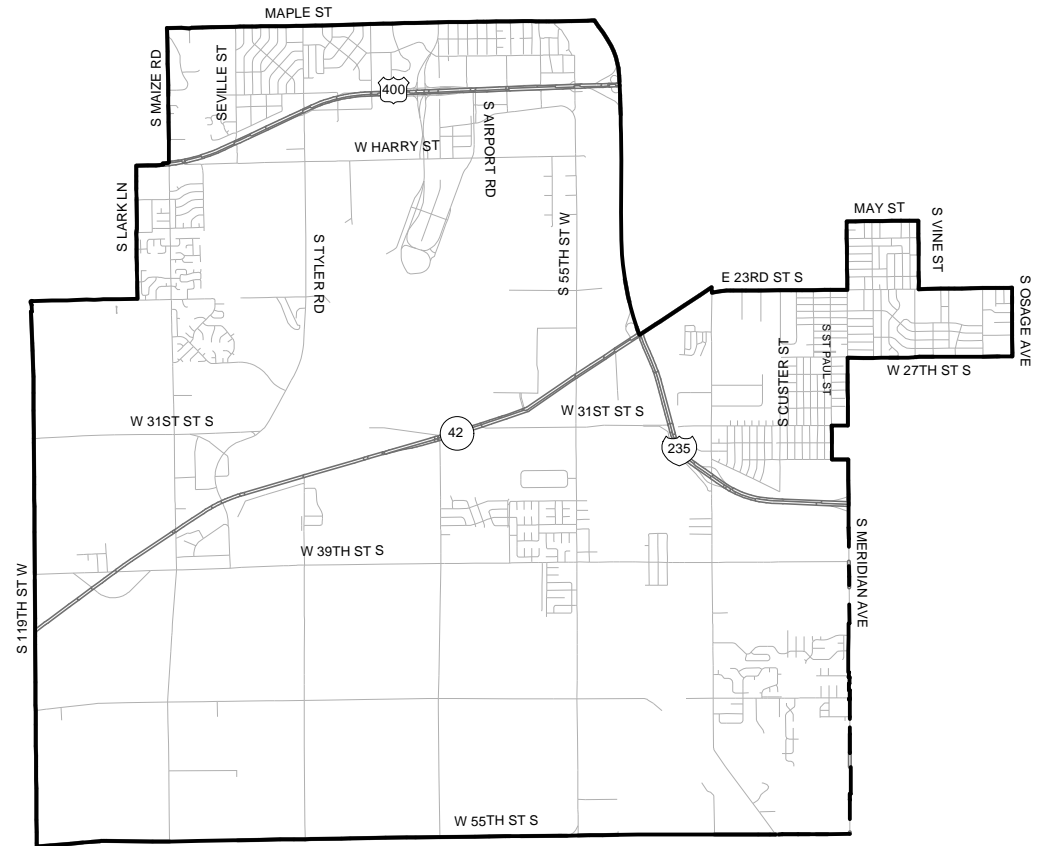 MAPLE ST
S MAIZE RD
SEVILLE ST
400
S AIRPORT RD
W HARRY ST
S LARK LN
S TYLER RD
S 55TH ST W
MAY ST
S VINE ST
E 23RD ST S
S OSAGE AVE
S CUSTER ST
S ST PAUL ST
W 27TH ST S
W 31ST ST S
W 31ST ST S
42
235
W 39TH ST S
S MERIDIAN AVE
S 119TH ST W
W 55TH ST S